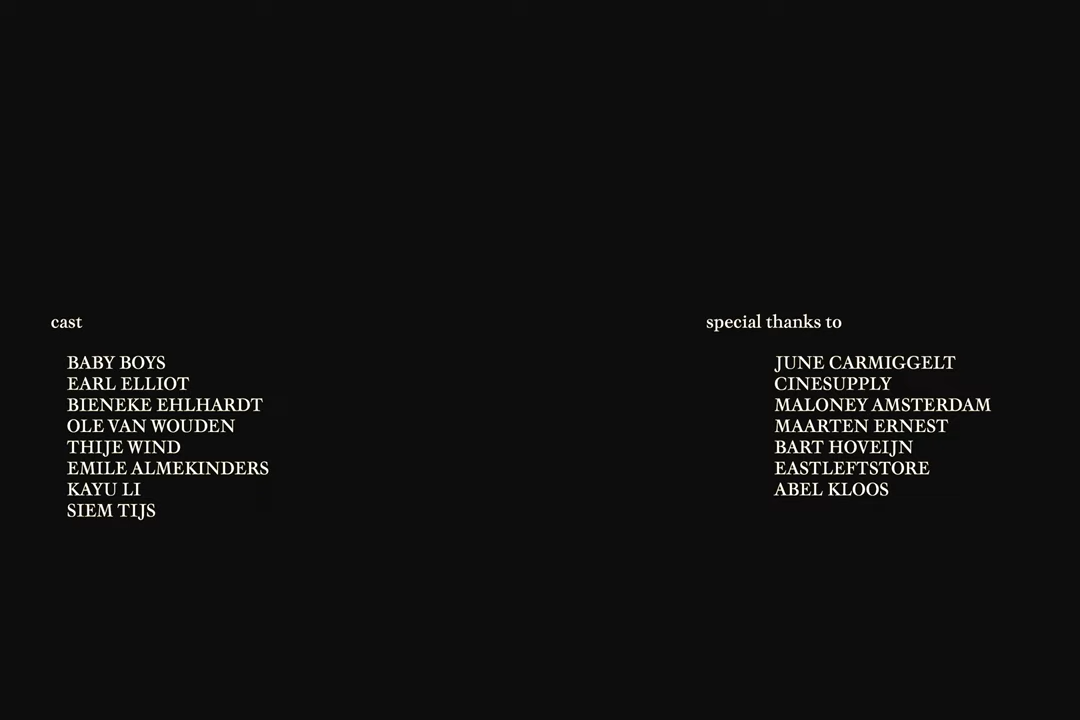 cast
BABY BOYS
EARL ELLIOT
BIENEKE EHLHARDT
OLE VAN WOUDEN
THIJE WIND
EMILE ALMEKINDERS
KAYU LI
SIEM TIJS
special thanks to
JUNE CARMIGGELT
CINESUPPLY
MALONEY AMSTERDAM
MAARTEN ERNEST
BART HOVEIJN
EASTLEFTSTORE
ABEL KLOOS